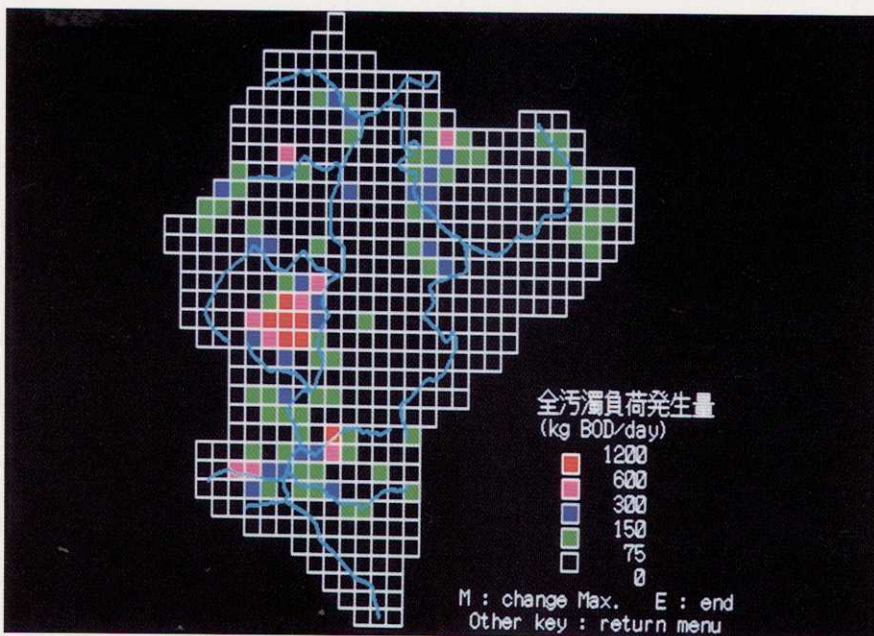 全汚濁負荷発生量
(kg BOD/day)
1200
600
300
150
75
0
M : change Max.  E : end
Other key : return menu